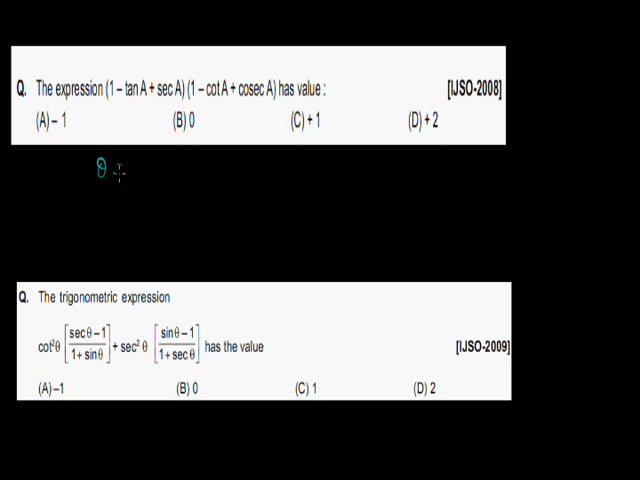 Q. The expression (1 – tan A + sec A) (1 – cot A + cosec A) has value : [IJSO-2008]
(A) – 1 (B) 0 (C) + 1 (D) + 2
θ
Q. The trigonometric expression
cot²θ [(sec θ – 1)/(1 + sin θ)] + sec² θ [(sin θ – 1)/(1 + sec θ)] has the value [IJSO-2009]
(A) –1 (B) 0 (C) 1 (D) 2